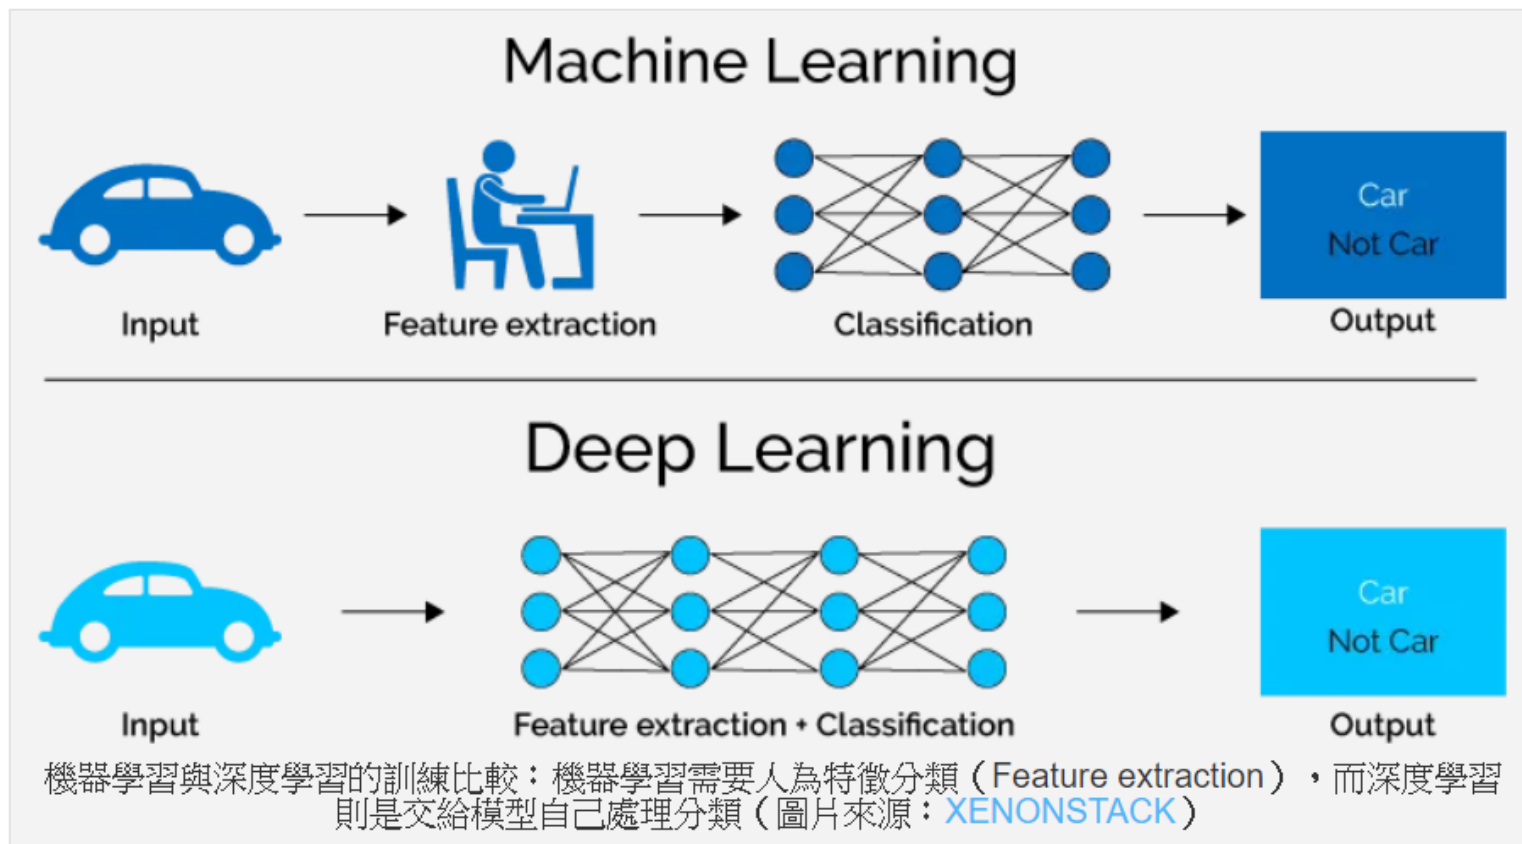 Machine Learning
Car
Not Car
Input
Feature extraction
Classification
Output
Deep Learning
Car
Not Car
Input
Feature extraction + Classification
Output
機器學習與深度學習的訓練比較：機器學習需要人為特徵分類（Feature extraction），而深度學習
則是交給模型自己處理分類（圖片來源：XENONSTACK）